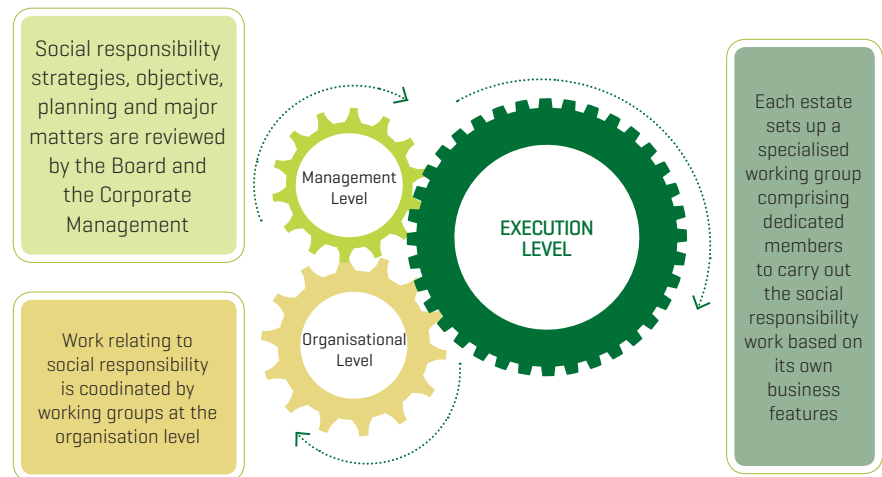 Social responsibility
strategies, objective,
planning and major
matters are reviewed
by the Board and
the Corporate
Management
Work relating to
social responsibility
is coodinated by
working groups at the
organisation level
Management
Level
Organisational
Level
EXECUTION
LEVEL
Each estate
sets up a
specialised
working group
comprising
dedicated
members
to carry out
the social
responsibility
work based on
its own
business
features